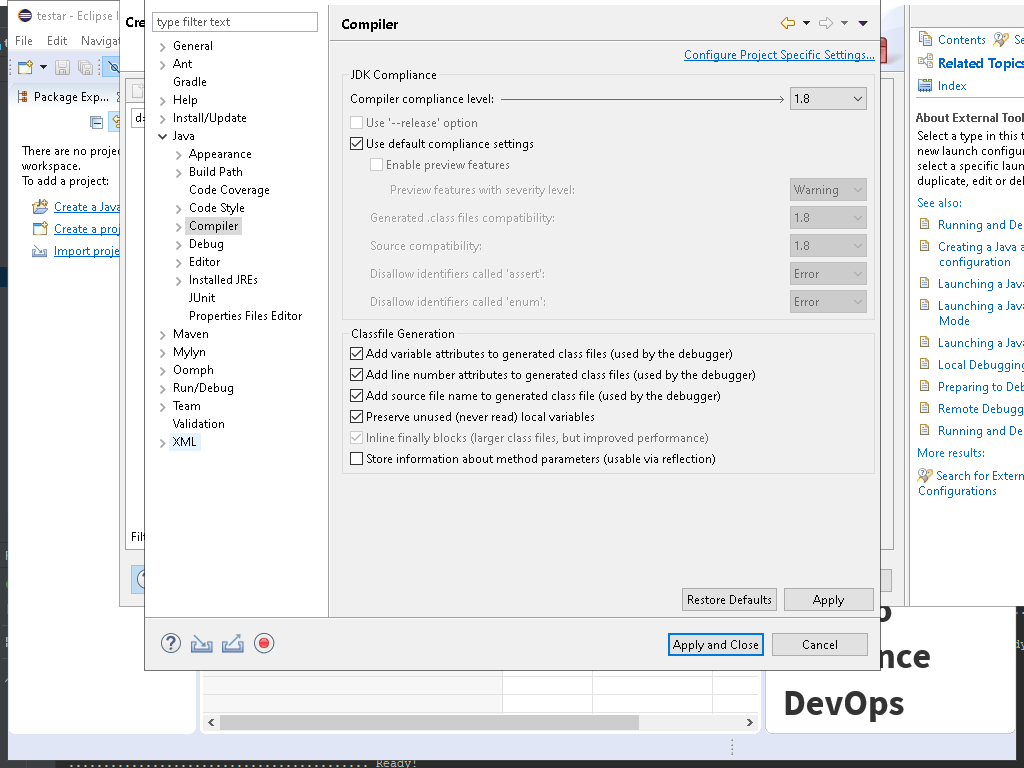 testar - Eclipse I
File Edit Navigat
Package Exp...
There are no projec
workspace.
To add a project:
Create a Java
Create a proj
Import proje
Cre
type filter text
General
Ant
Gradle
Help
Install/Update
Java
Appearance
Build Path
Code Coverage
Code Style
Compiler
Debug
Editor
Installed JREs
JUnit
Properties Files Editor
Maven
Mylyn
Oomph
Run/Debug
Team
Validation
XML
Compiler
Configure Project Specific Settings...
JDK Compliance
Compiler compliance level: 1.8
Use '--release' option
Use default compliance settings
Enable preview features
Preview features with severity level: Warning
Generated .class files compatibility: 1.8
Source compatibility: 1.8
Disallow identifiers called 'assert': Error
Disallow identifiers called 'enum': Error
Classfile Generation
Add variable attributes to generated class files (used by the debugger)
Add line number attributes to generated class files (used by the debugger)
Add source file name to generated class file (used by the debugger)
Preserve unused (never read) local variables
Inline finally blocks (larger class files, but improved performance)
Store information about method parameters (usable via reflection)
Restore Defaults Apply
Apply and Close Cancel
Contents Se
Related Topics
Index
About External Tool
Select a type in this t
new launch configur
select a specific laun
duplicate, edit or del
See also:
Running and De
Creating a Java a
configuration
Launching a Java
Launching a Java
Mode
Launching a Java
Local Debugging
Preparing to Deb
Remote Debugg
Running and De
More results:
Search for Extern
Configurations
Filt
nce
DevOps
Ready!